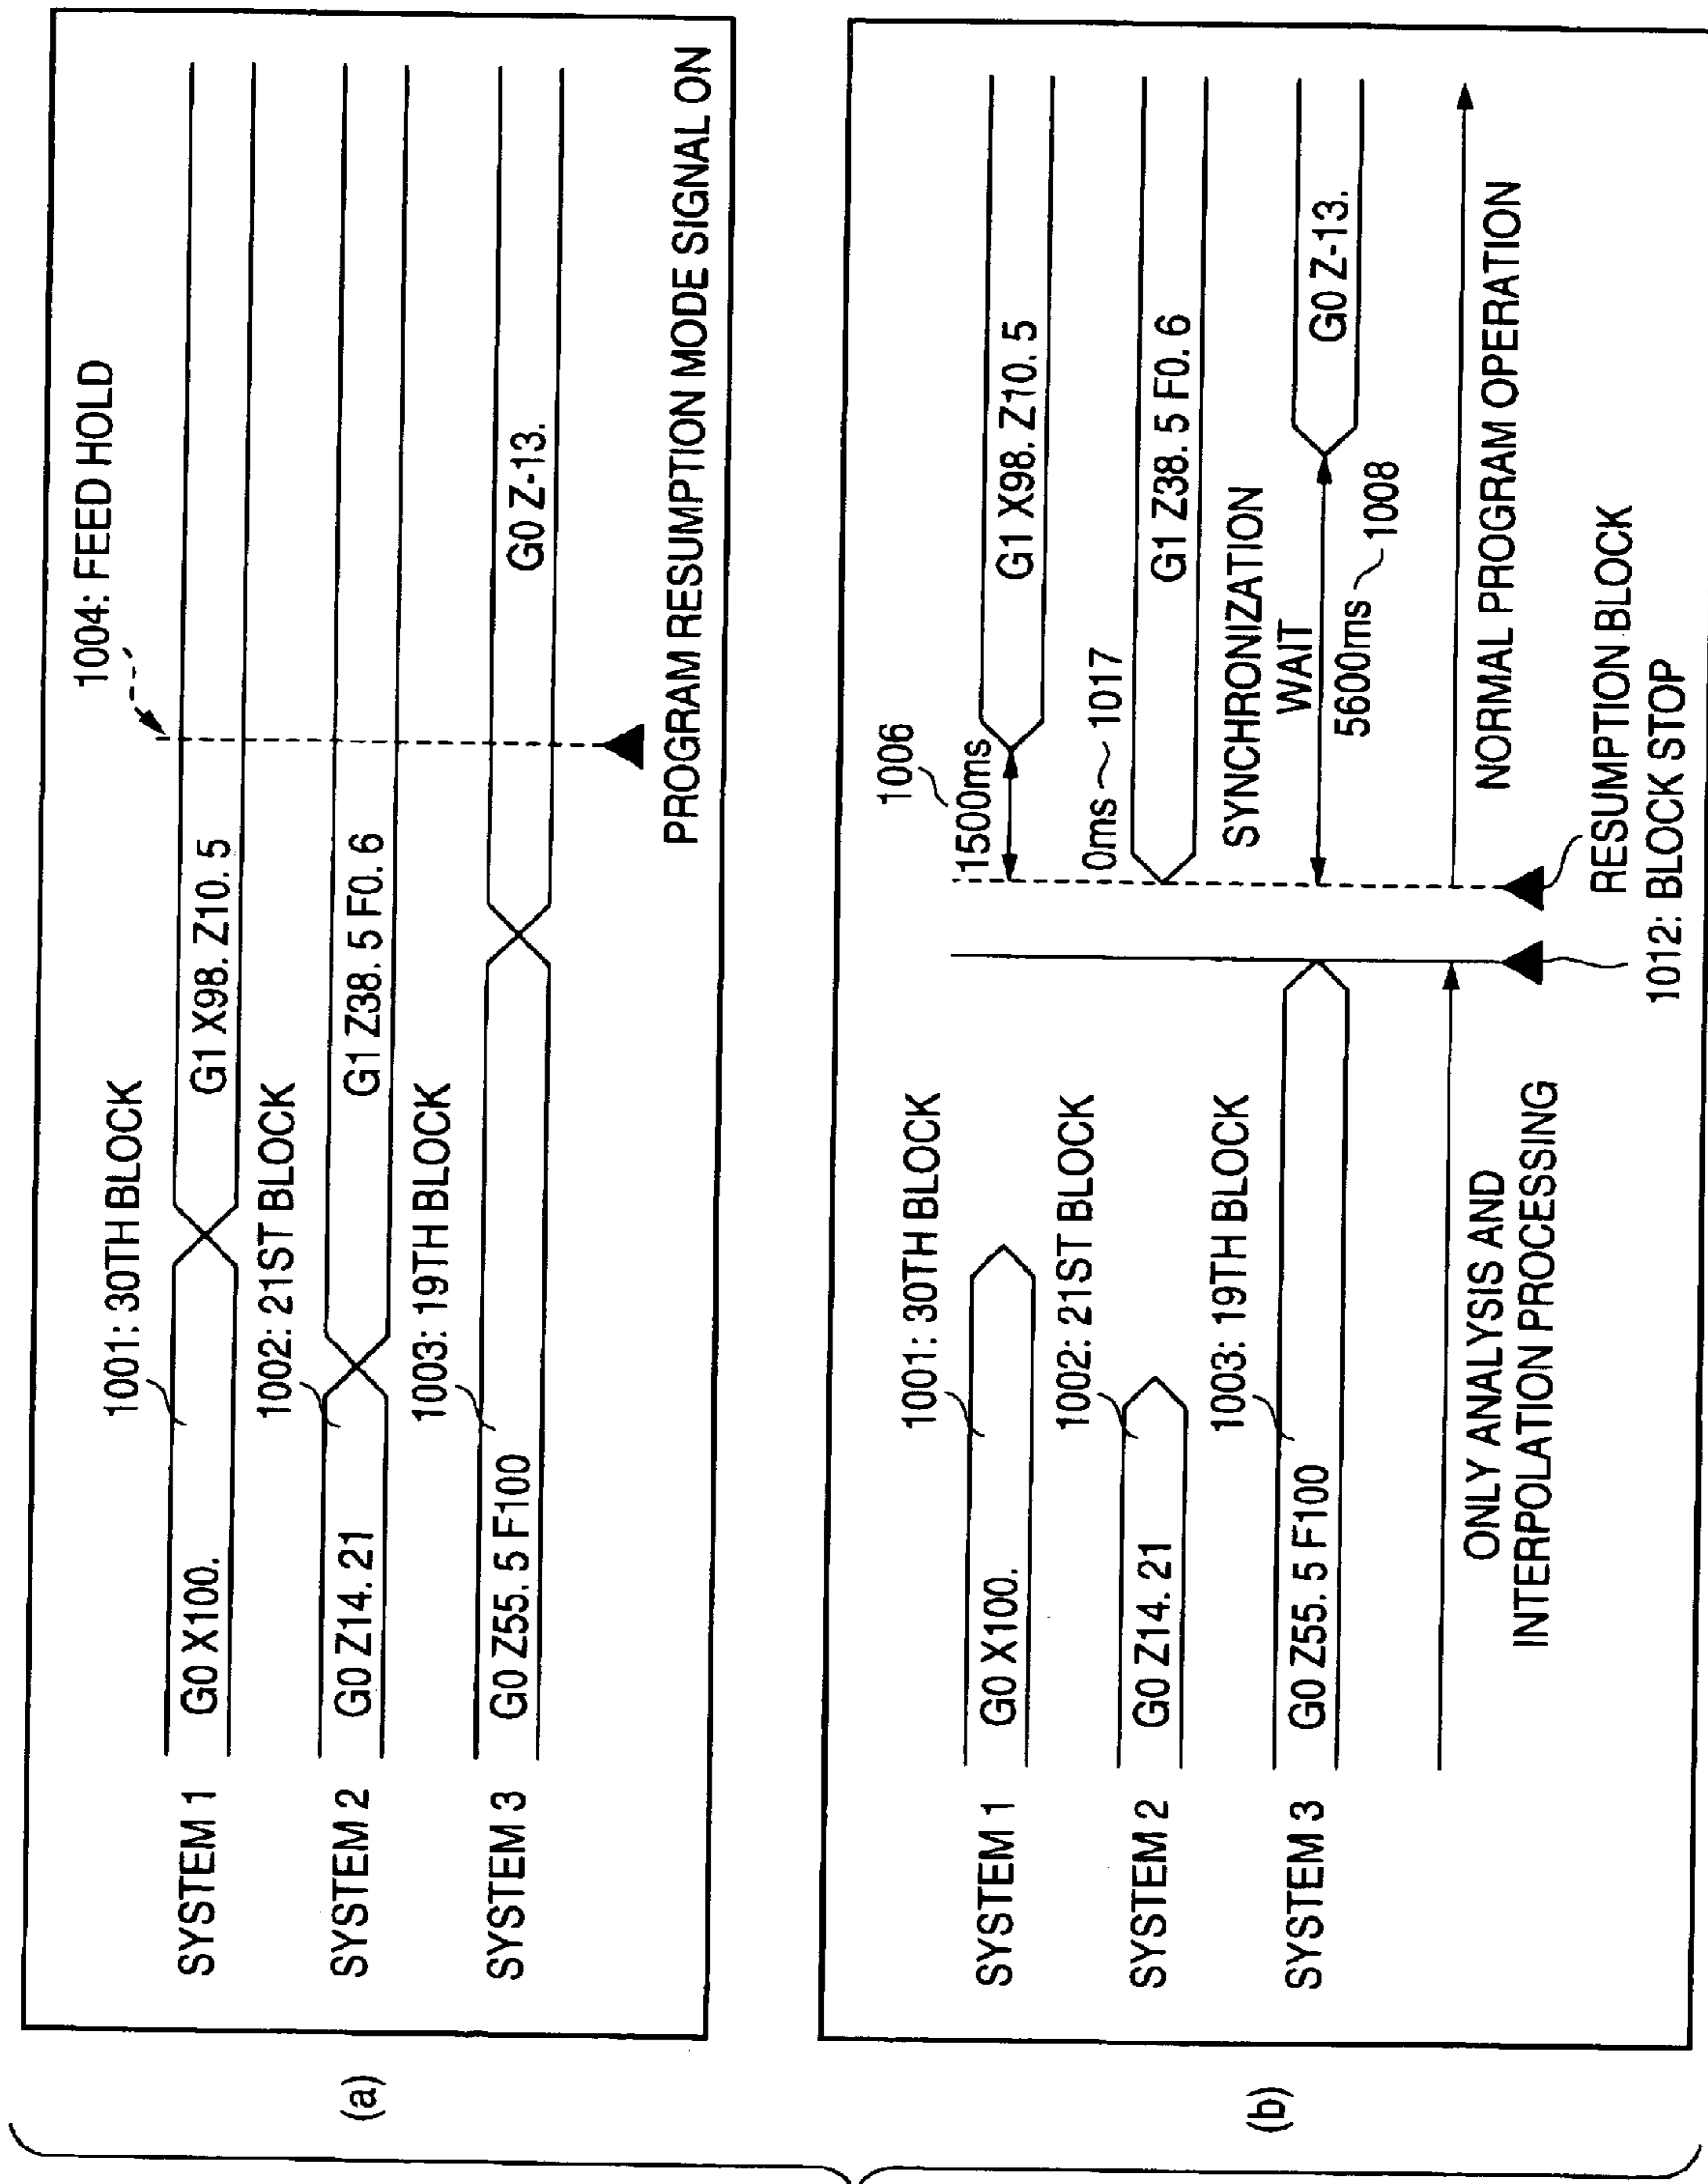 (a)
1004: FEED HOLD
1001: 30TH BLOCK
SYSTEM 1
G0 X100.
G1 X98. Z10. 5
1002: 21ST BLOCK
SYSTEM 2
G0 Z14. 21
G1 Z38. 5 F0. 6
1003: 19TH BLOCK
SYSTEM 3
G0 Z55. 5 F100
G0 Z-13.
PROGRAM RESUMPTION MODE SIGNAL ON
(b)
1006
1001: 30TH BLOCK
1500ms
SYSTEM 1
G0 X100.
G1 X98. Z10. 5
1002: 21ST BLOCK
0ms ~ 1017
SYSTEM 2
G0 Z14. 21
G1 Z38. 5 F0. 6
1003: 19TH BLOCK
SYNCHRONIZATION
WAIT
SYSTEM 3
G0 Z55. 5 F100
G0 Z-13.
5600ms ~ 1008
ONLY ANALYSIS AND
INTERPOLATION PROCESSING
NORMAL PROGRAM OPERATION
RESUMPTION BLOCK
1012: BLOCK STOP